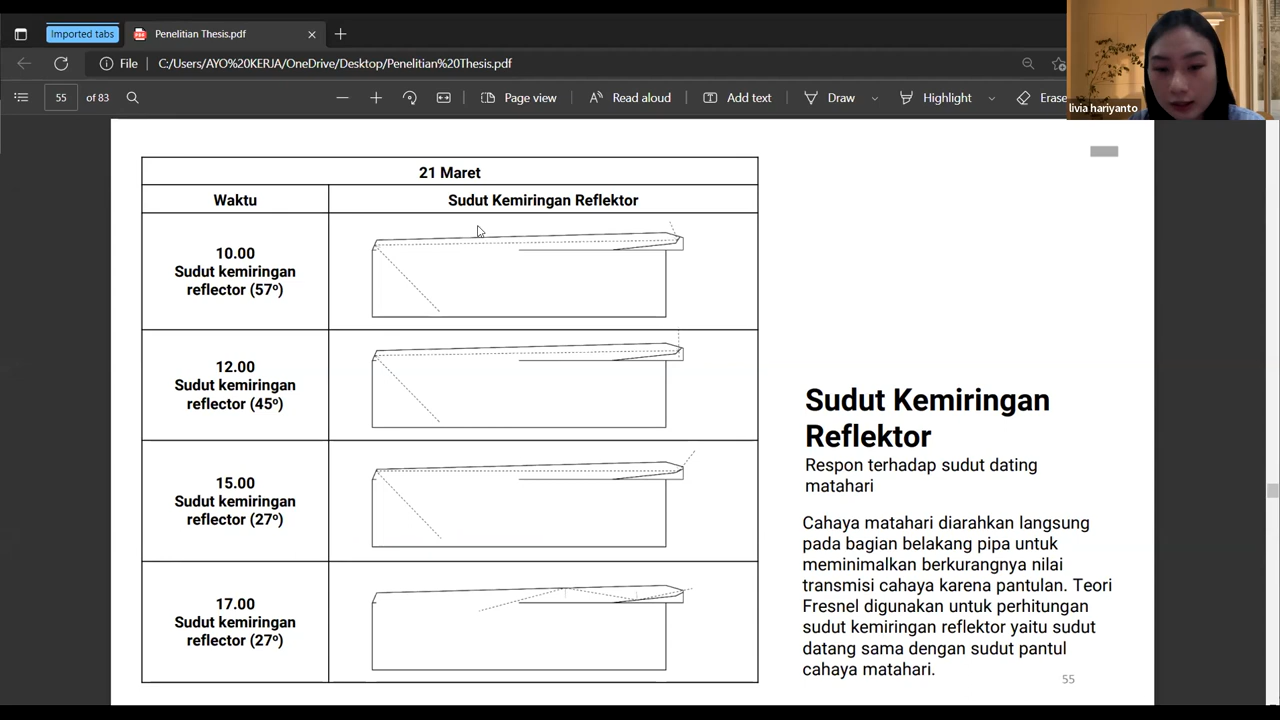 Imported tabs
Penelitian Thesis.pdf
File
C:/Users/AYO%20KERJA/OneDrive/Desktop/Penelitian%20Thesis.pdf
55 of 83
Page view
Read aloud
Add text
Draw
Highlight
Erase
livia hariyanto
21 Maret
Waktu
Sudut Kemiringan Reflektor
10.00
Sudut kemiringan
reflector (57º)
12.00
Sudut kemiringan
reflector (45º)
15.00
Sudut kemiringan
reflector (27º)
17.00
Sudut kemiringan
reflector (27º)
Sudut Kemiringan
Reflektor
Respon terhadap sudut dating
matahari
Cahaya matahari diarahkan langsung
pada bagian belakang pipa untuk
meminimalkan berkurangnya nilai
transmisi cahaya karena pantulan. Teori
Fresnel digunakan untuk perhitungan
sudut kemiringan reflektor yaitu sudut
datang sama dengan sudut pantul
cahaya matahari.
55